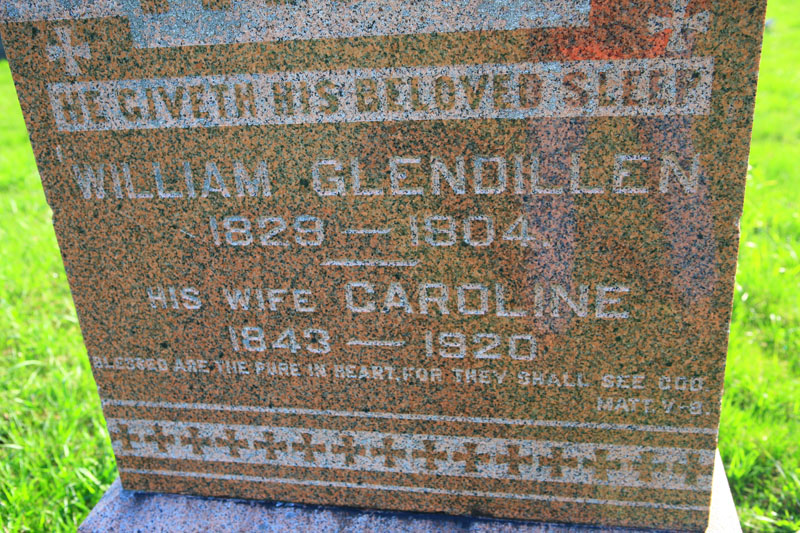 HE GIVETH HIS BELOVED SLEEP
WILLIAM GLENDILLEN
1829 — 1904
HIS WIFE CAROLINE
1843 — 1920
BLESSED ARE THE PURE IN HEART, FOR THEY SHALL SEE GOD
MATT. V-8.